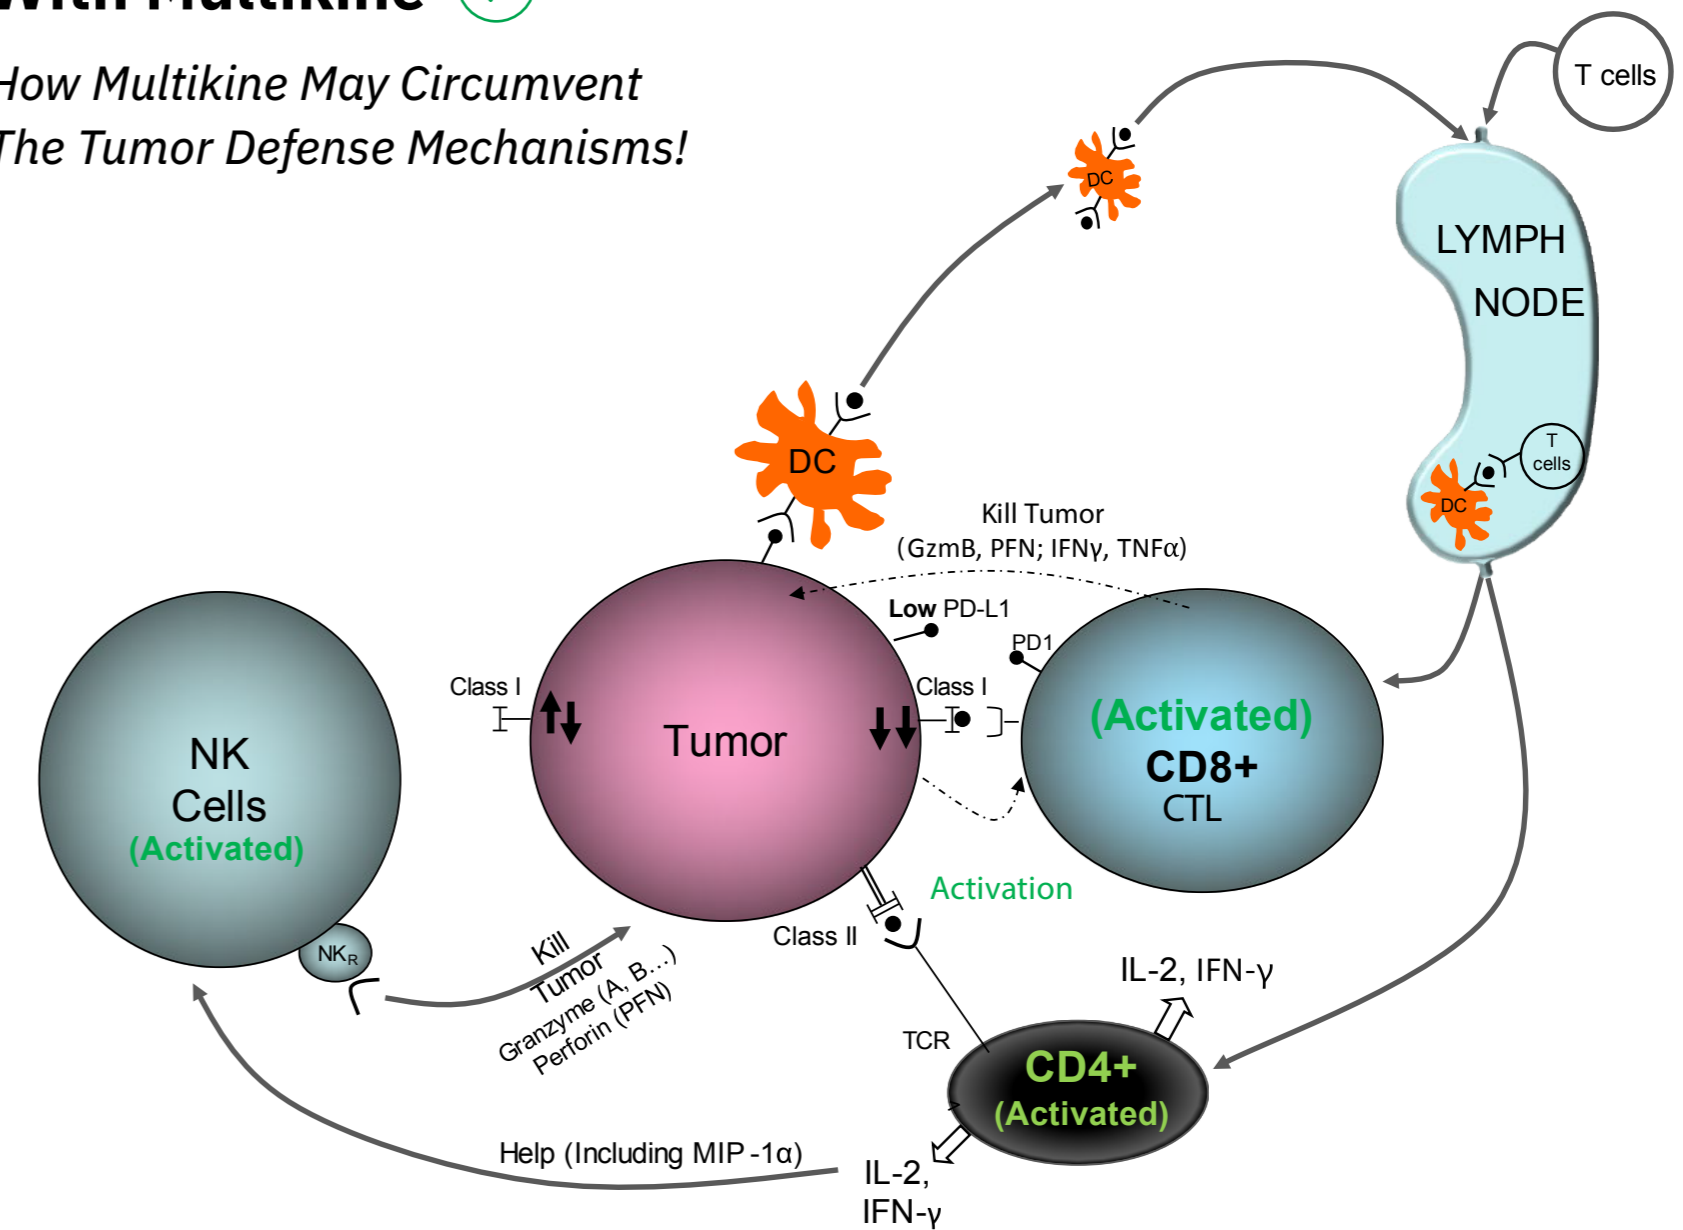 With Multikine
How Multikine May Circumvent
The Tumor Defense Mechanisms!
T cells
DC
LYMPH
NODE
T
cells
DC
DC
Kill Tumor
(GzmB, PFN; IFNγ, TNFα)
Low PD-L1
PD1
Class I
Class I
Tumor
(Activated)
CD8+
CTL
NK
Cells
(Activated)
NKR
Kill
Tumor
Granzyme (A, B...)
Perforin (PFN)
Activation
Class II
TCR
IL-2, IFN-γ
CD4+
(Activated)
Help (Including MIP-1α)
IL-2,
IFN-γ